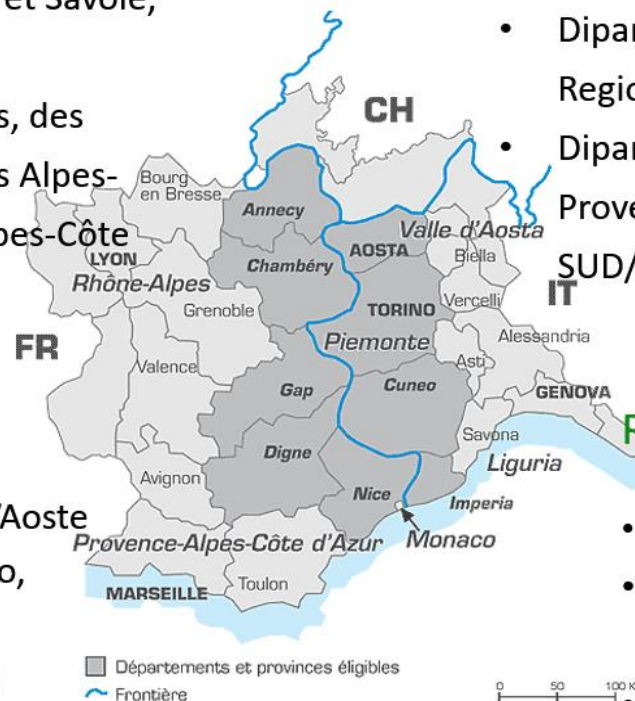 et Savoie,
s, des
s Alpes-
pes-Côte
/Aoste
o,
• Dipar
Regio
• Dipar
Prove
SUD/
R
•
•
CH
FR
IT
Bourg
en Bresse
Annecy
Valle d'Aosta
AOSTA
LYON
Chambéry
Biella
Rhône-Alpes
Grenoble
TORINO
Vercelli
Piemonte
Alessandria
Valence
Asti
Gap
Cuneo
GENOVA
Digne
Savona
Liguria
Avignon
Nice
Imperia
Provence-Alpes-Côte d'Azur
Monaco
Toulon
MARSEILLE
Départements et provinces éligibles
Frontière
0 50 100 K